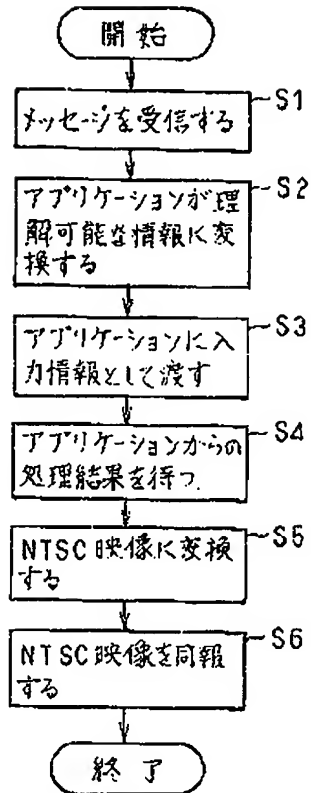 開始
メッセージを受信する
S1
アプリケーションが理
解可能な情報に変
換する
S2
アプリケーションに入
力情報として渡す
S3
アプリケーションからの
処理結果を待つ
S4
NTSC映像に変換
する
S5
NTSC映像を同報
する
S6
終了